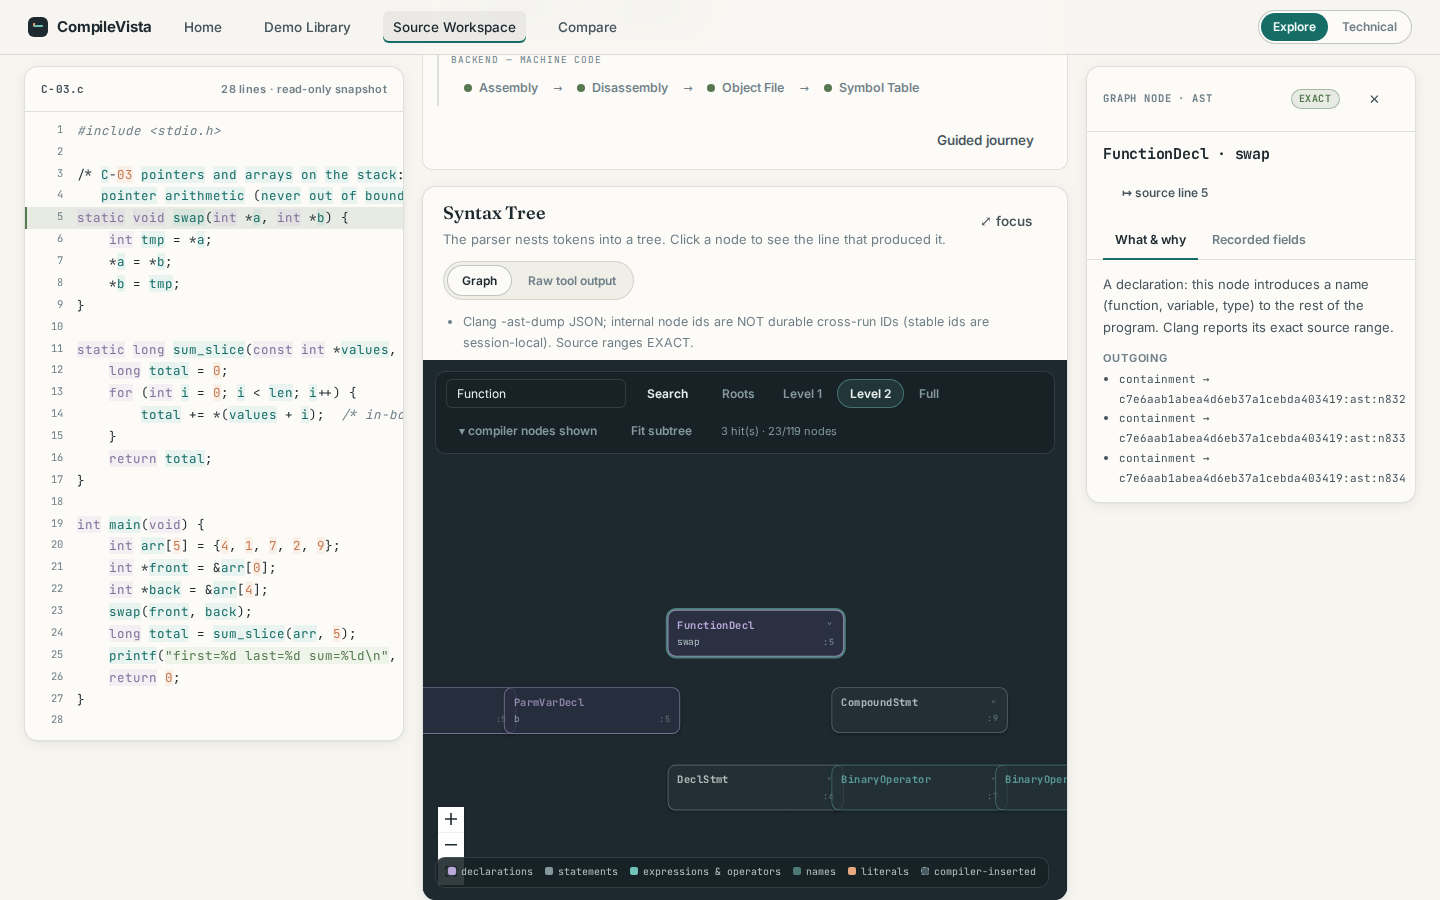 CompileVista
Home
Demo Library
Source Workspace
Compare
Explore
Technical
C-03.c
28 lines · read-only snapshot
1 #include <stdio.h>
2
3 /* C-03 pointers and arrays on the stack:
4 pointer arithmetic (never out of bound
5 static void swap(int *a, int *b) {
6 int tmp = *a;
7 *a = *b;
8 *b = tmp;
9 }
10
11 static long sum_slice(const int *values,
12 long total = 0;
13 for (int i = 0; i < len; i++) {
14 total += *(values + i); /* in-bo
15 }
16 return total;
17 }
18
19 int main(void) {
20 int arr[5] = {4, 1, 7, 2, 9};
21 int *front = &arr[0];
22 int *back = &arr[4];
23 swap(front, back);
24 long total = sum_slice(arr, 5);
25 printf("first=%d last=%d sum=%ld\n",
26 return 0;
27 }
28
BACKEND — MACHINE CODE
Assembly → Disassembly → Object File → Symbol Table
Guided journey
Syntax Tree
⤢ focus
The parser nests tokens into a tree. Click a node to see the line that produced it.
Graph
Raw tool output
• Clang -ast-dump JSON; internal node ids are NOT durable cross-run IDs (stable ids are
session-local). Source ranges EXACT.
Function
Search
Roots
Level 1
Level 2
Full
▾ compiler nodes shown
Fit subtree
3 hit(s) · 23/119 nodes
FunctionDecl
swap :5
ParmVarDecl
b :5
CompoundStmt
:9
DeclStmt
BinaryOperator
BinaryOper
+
−
declarations
statements
expressions & operators
names
literals
compiler-inserted
GRAPH NODE · AST
EXACT
×
FunctionDecl · swap
↦ source line 5
What & why
Recorded fields
A declaration: this node introduces a name
(function, variable, type) to the rest of the
program. Clang reports its exact source range.
OUTGOING
• containment →
c7e6aab1abea4d6eb37a1cebda403419:ast:n832
• containment →
c7e6aab1abea4d6eb37a1cebda403419:ast:n833
• containment →
c7e6aab1abea4d6eb37a1cebda403419:ast:n834